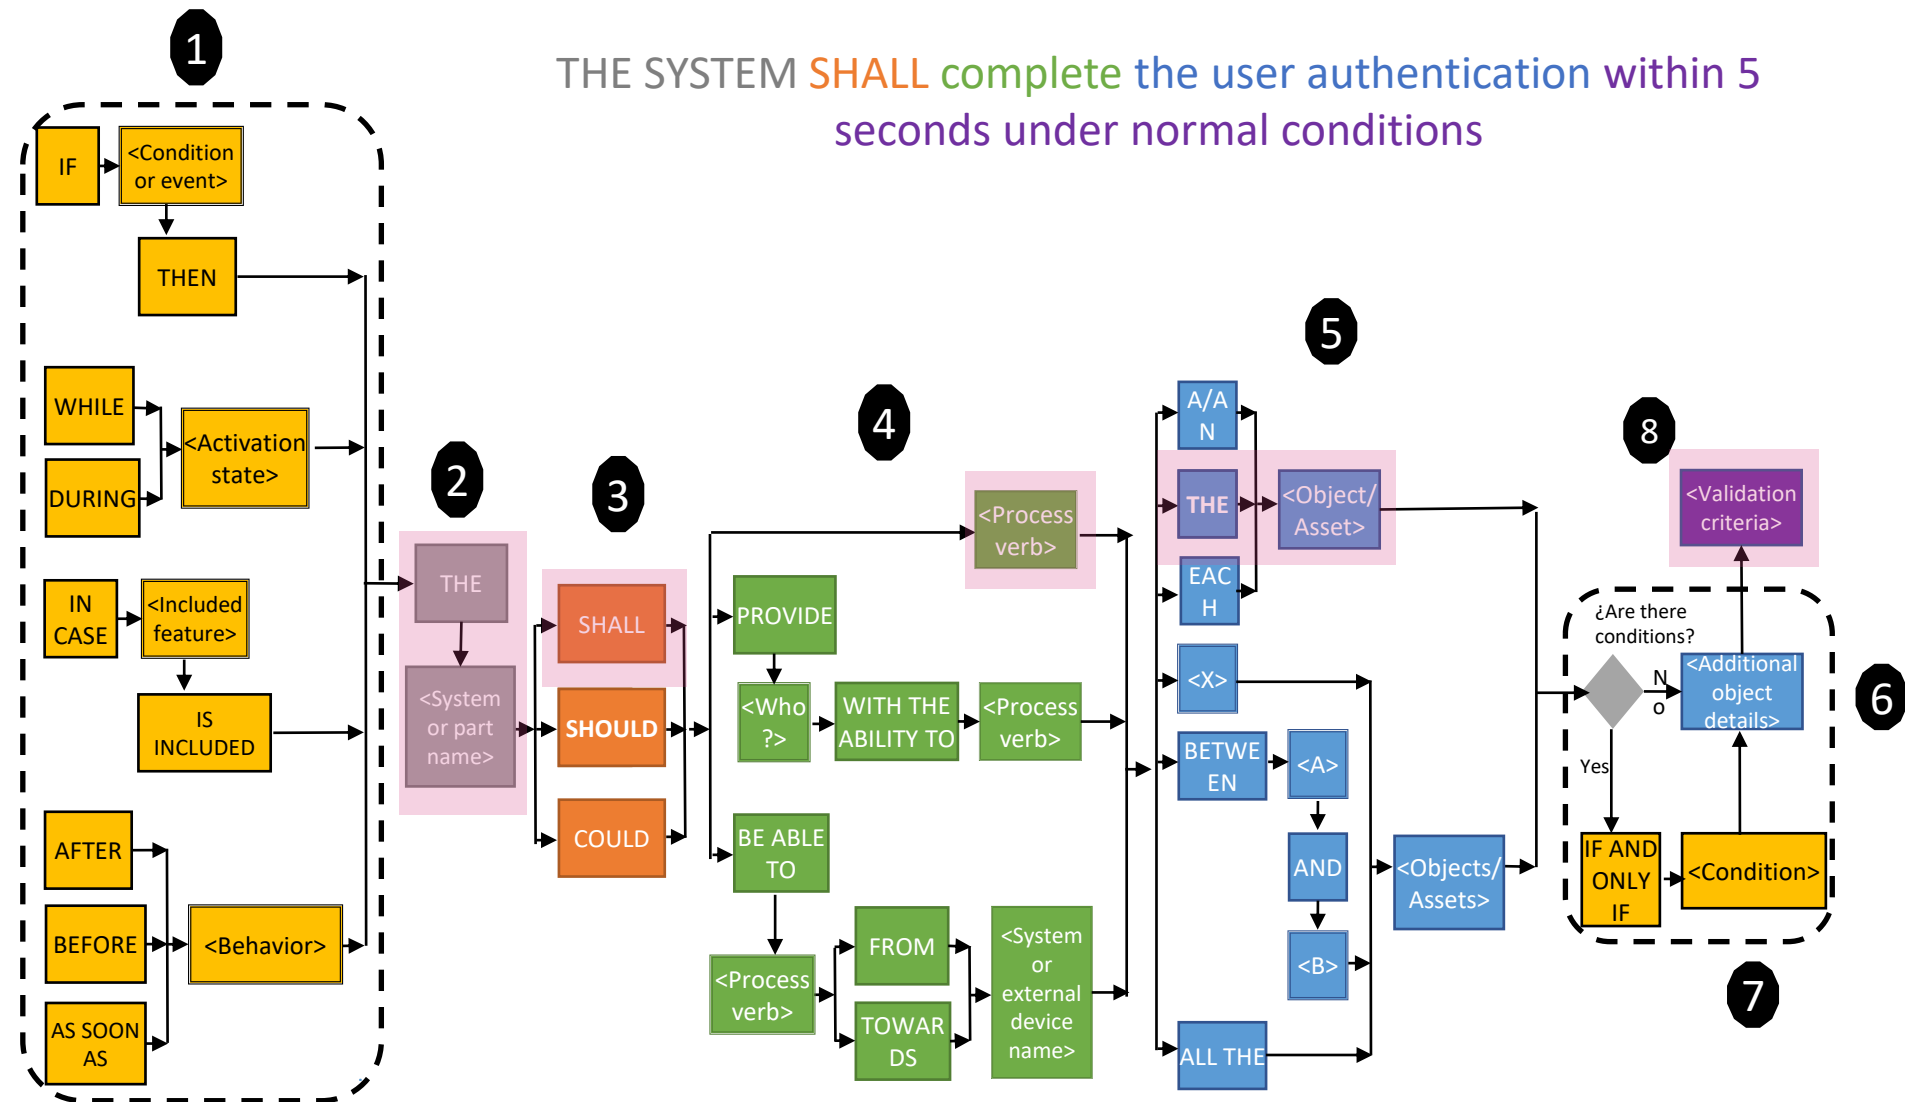 THE SYSTEM SHALL complete the user authentication within 5
seconds under normal conditions
1
IF
<Condition
or event>
THEN
WHILE
DURING
<Activation
state>
IN
CASE
<Included
feature>
IS
INCLUDED
AFTER
BEFORE
AS SOON
AS
<Behavior>
2
THE
<System
or part
name>
3
SHALL
SHOULD
COULD
4
<Process
verb>
PROVIDE
<Who
?>
WITH THE
ABILITY TO
<Process
verb>
BE ABLE
TO
<Process
verb>
FROM
TOWAR
DS
<System
or
external
device
name>
5
A/A
N
THE
EAC
H
<Object/
Asset>
<X>
BETWE
EN
<A>
AND
<B>
ALL THE
<Objects/
Assets>
8
<Validation
criteria>
6
¿Are there
conditions?
N
o
<Additional
object
details>
Yes
IF AND
ONLY
IF
<Condition>
7